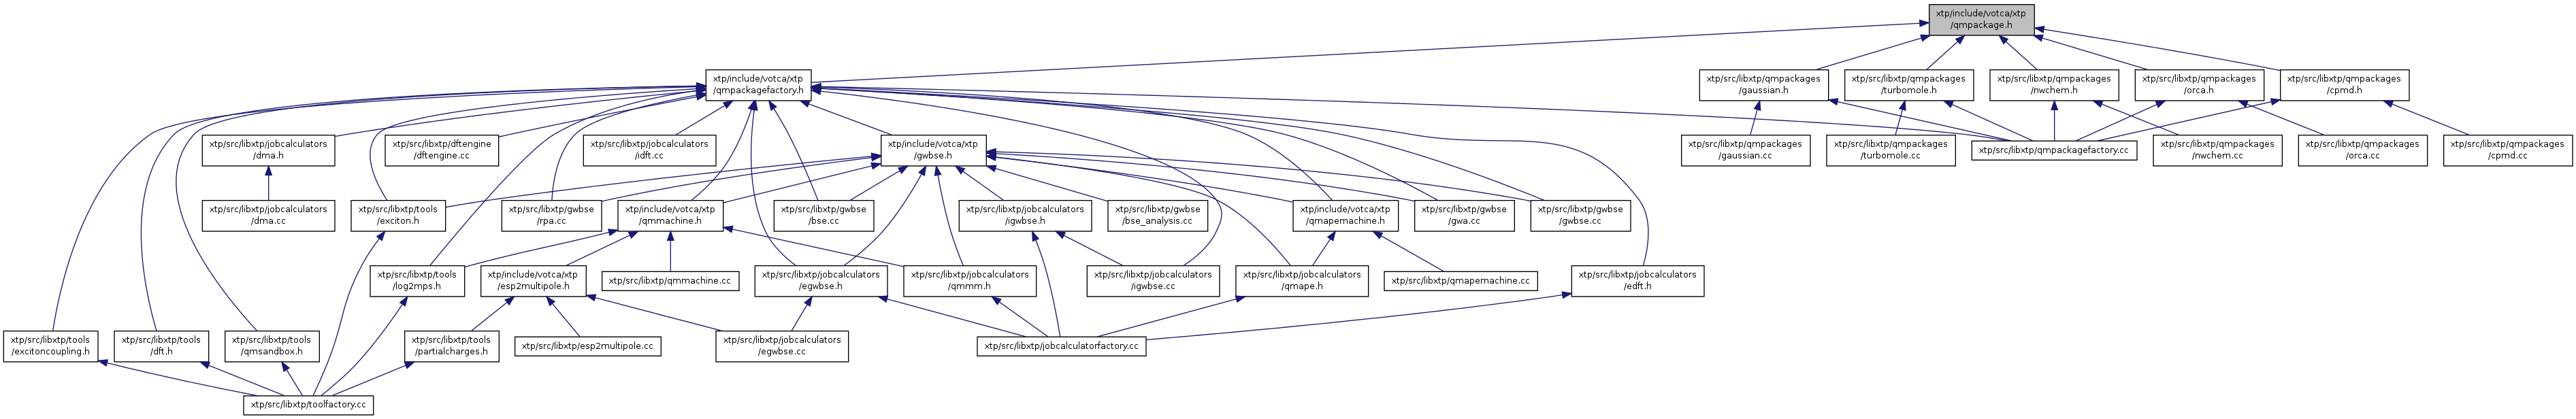 xtp/include/votca/xtp
/qmpackage.h
xtp/include/votca/xtp
/qmpackagefactory.h
xtp/src/libxtp/qmpackages
/gaussian.h
xtp/src/libxtp/qmpackages
/turbomole.h
xtp/src/libxtp/qmpackages
/nwchem.h
xtp/src/libxtp/qmpackages
/orca.h
xtp/src/libxtp/qmpackages
/cpmd.h
xtp/src/libxtp/jobcalculators
/dma.h
xtp/src/libxtp/dftengine
/dftengine.cc
xtp/src/libxtp/jobcalculators
/idft.cc
xtp/include/votca/xtp
/gwbse.h
xtp/src/libxtp/qmpackages
/gaussian.cc
xtp/src/libxtp/qmpackages
/turbomole.cc
xtp/src/libxtp/qmpackagefactory.cc
xtp/src/libxtp/qmpackages
/nwchem.cc
xtp/src/libxtp/qmpackages
/orca.cc
xtp/src/libxtp/qmpackages
/cpmd.cc
xtp/src/libxtp/jobcalculators
/dma.cc
xtp/src/libxtp/tools
/exciton.h
xtp/src/libxtp/gwbse
/rpa.cc
xtp/include/votca/xtp
/qmmachine.h
xtp/src/libxtp/gwbse
/bse.cc
xtp/src/libxtp/jobcalculators
/igwbse.h
xtp/src/libxtp/gwbse
/bse_analysis.cc
xtp/include/votca/xtp
/qmapemachine.h
xtp/src/libxtp/gwbse
/gwa.cc
xtp/src/libxtp/gwbse
/gwbse.cc
xtp/src/libxtp/tools
/log2mps.h
xtp/include/votca/xtp
/esp2multipole.h
xtp/src/libxtp/qmmachine.cc
xtp/src/libxtp/jobcalculators
/egwbse.h
xtp/src/libxtp/jobcalculators
/qmmm.h
xtp/src/libxtp/jobcalculators
/igwbse.cc
xtp/src/libxtp/jobcalculators
/qmape.h
xtp/src/libxtp/qmapemachine.cc
xtp/src/libxtp/jobcalculators
/edft.h
xtp/src/libxtp/tools
/excitoncoupling.h
xtp/src/libxtp/tools
/dft.h
xtp/src/libxtp/tools
/qmsandbox.h
xtp/src/libxtp/tools
/partialcharges.h
xtp/src/libxtp/esp2multipole.cc
xtp/src/libxtp/jobcalculators
/egwbse.cc
xtp/src/libxtp/jobcalculatorfactory.cc
xtp/src/libxtp/toolfactory.cc